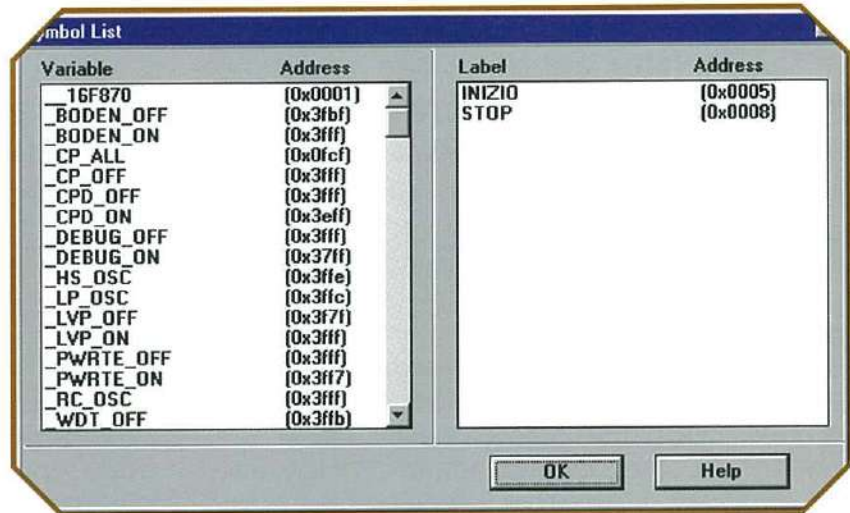 mbol List
Variable Address
__16F870 (0x0001)
_BODEN_OFF (0x3fbf)
_BODEN_ON (0x3fff)
_CP_ALL (0x0fcf)
_CP_OFF (0x3fff)
_CPD_OFF (0x3fff)
_CPD_ON (0x3eff)
_DEBUG_OFF (0x3fff)
_DEBUG_ON (0x37ff)
_HS_OSC (0x3ffe)
_LP_OSC (0x3ffc)
_LVP_OFF (0x3f7f)
_LVP_ON (0x3fff)
_PWRTE_OFF (0x3fff)
_PWRTE_ON (0x3ff7)
_RC_OSC (0x3fff)
_WDT_OFF (0x3ffb)
Label Address
INIZIO (0x0005)
STOP (0x0008)
OK Help